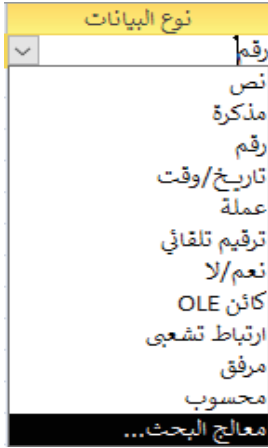 نوع البيانات
رقم
نص
مذكرة
رقم
تاريخ/وقت
عملة
ترقيم تلقائي
نعم/لا
كائن OLE
ارتباط تشعبي
مرفق
محسوب
معالج البحث...